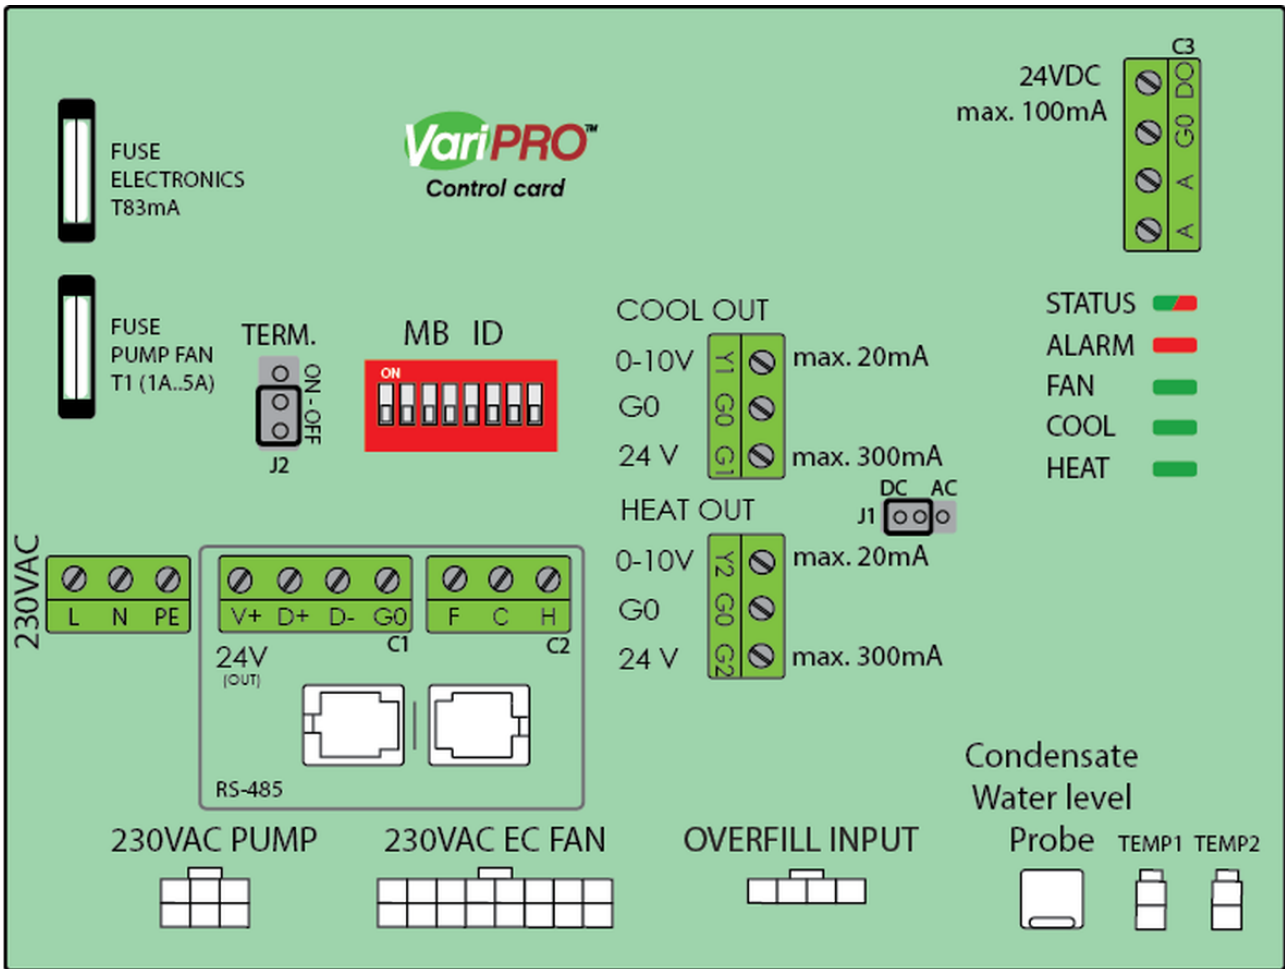 C3
24VDC
max. 100mA
DO
G0
A
A
FUSE
ELECTRONICS
T83mA
VariPRO™
Control card
FUSE
PUMP FAN
T1 (1A..5A)
TERM.
ON - OFF
J2
MB ID
ON
COOL OUT
0-10V Y1 max. 20mA
G0 G0
24 V G1 max. 300mA
STATUS
ALARM
FAN
COOL
HEAT
DC AC
J1
HEAT OUT
0-10V Y2 max. 20mA
G0 G0
24 V G2 max. 300mA
230VAC
L N PE
V+ D+ D- G0
C1
F C H
C2
24V
(OUT)
RS-485
230VAC PUMP
230VAC EC FAN
OVERFILL INPUT
Condensate
Water level
Probe
TEMP1
TEMP2